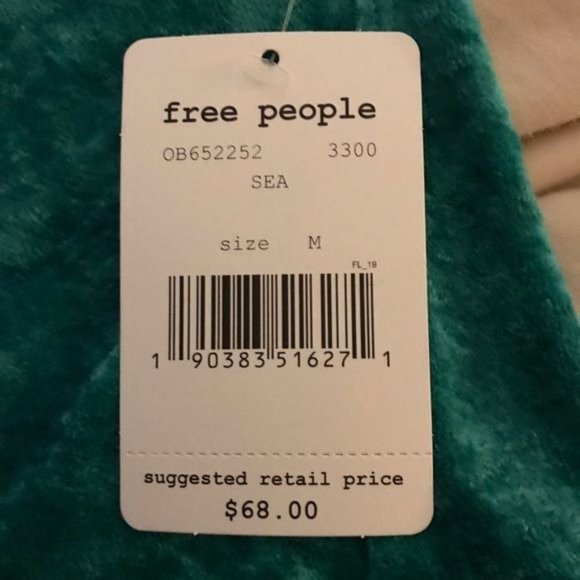 free people
OB652252 3300
SEA
size M
FL_19
1 90383 51627 1
suggested retail price
$68.00